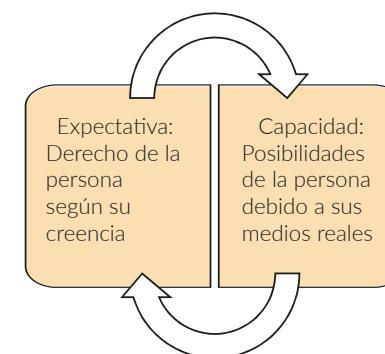 Expectativa:
Derecho de la
persona
según su
creencia
Capacidad:
Posibilidades
de la persona
debido a sus
medios reales